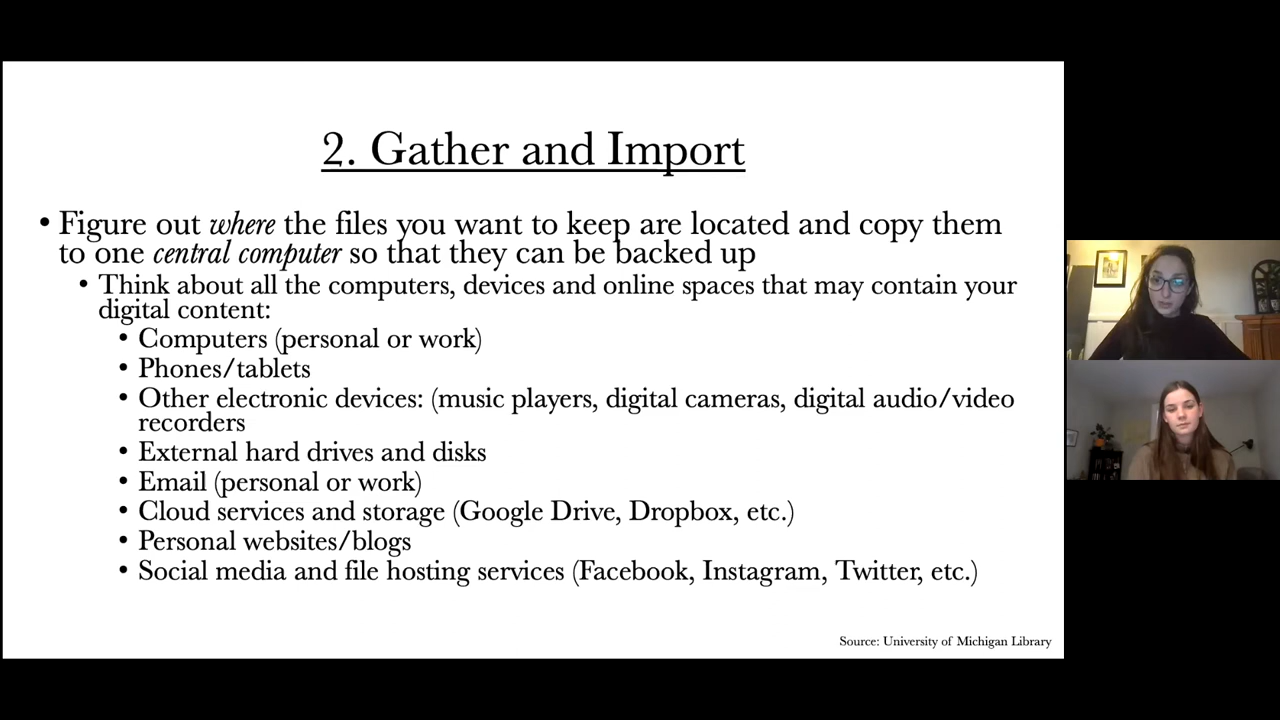 2. Gather and Import
• Figure out where the files you want to keep are located and copy them
to one central computer so that they can be backed up
• Think about all the computers, devices and online spaces that may contain your
digital content:
• Computers (personal or work)
• Phones/tablets
• Other electronic devices: (music players, digital cameras, digital audio/video
recorders
• External hard drives and disks
• Email (personal or work)
• Cloud services and storage (Google Drive, Dropbox, etc.)
• Personal websites/blogs
• Social media and file hosting services (Facebook, Instagram, Twitter, etc.)
Source: University of Michigan Library